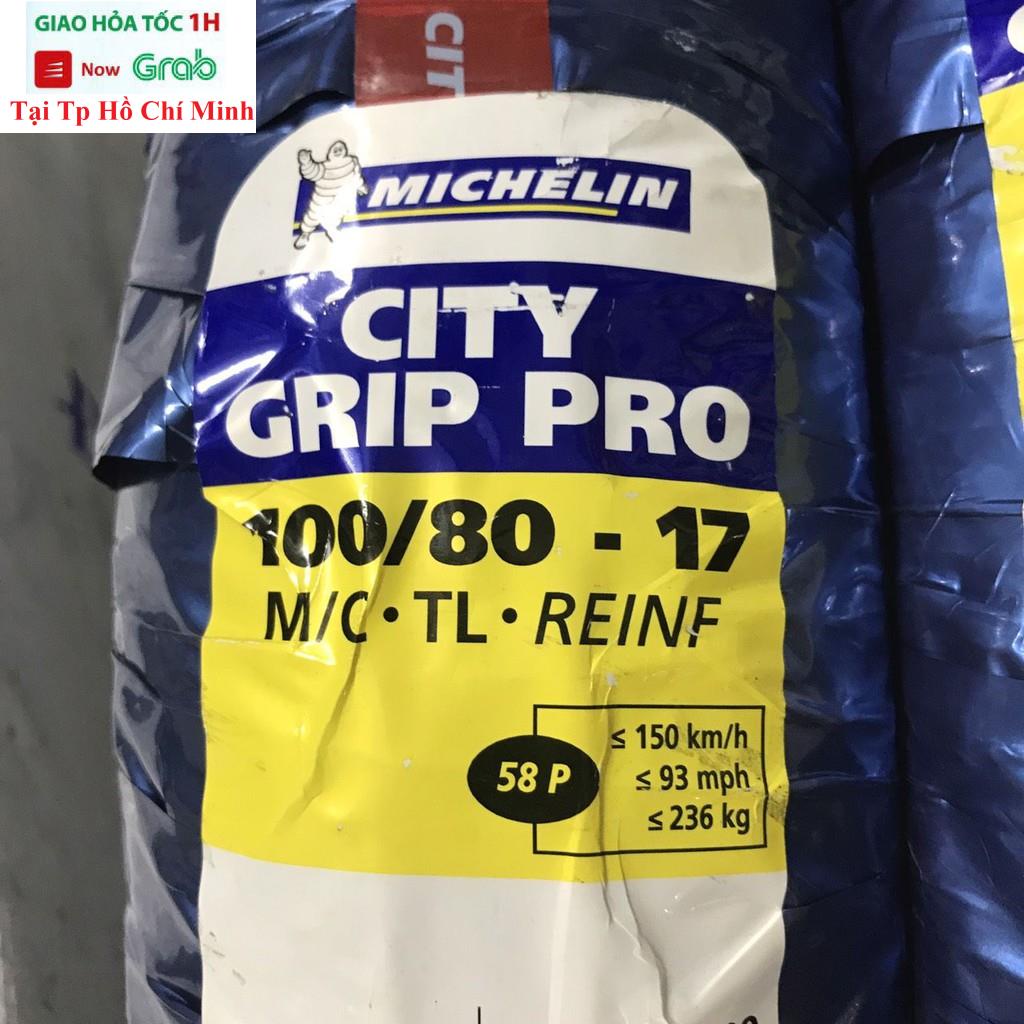 GIAO HỎA TỐC 1H
Now Grab
Tại Tp Hồ Chí Minh
CIT
MICHELIN
CITY
GRIP PRO
100/80 - 17
M/C • TL • REINF
58 P
≤ 150 km/h
≤ 93 mph
≤ 236 kg